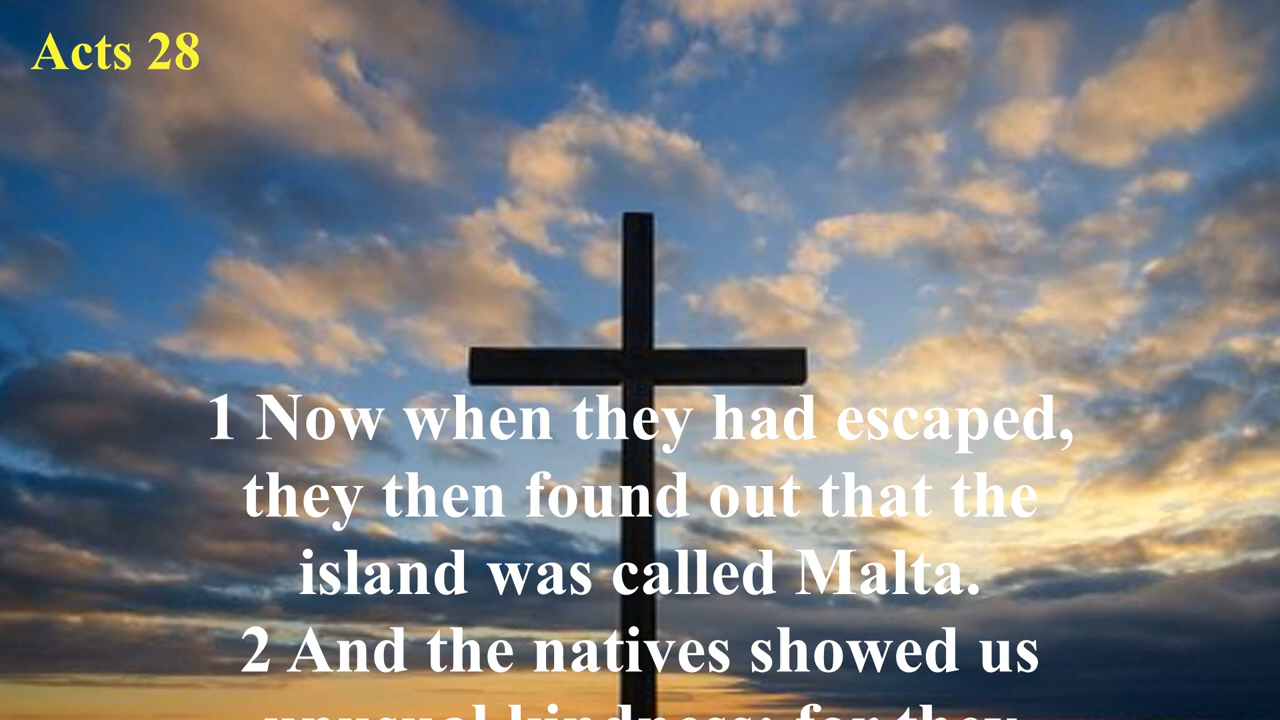 Acts 28
1 Now when they had escaped,
they then found out that the
island was called Malta.
2 And the natives showed us
unusual kindness; for they